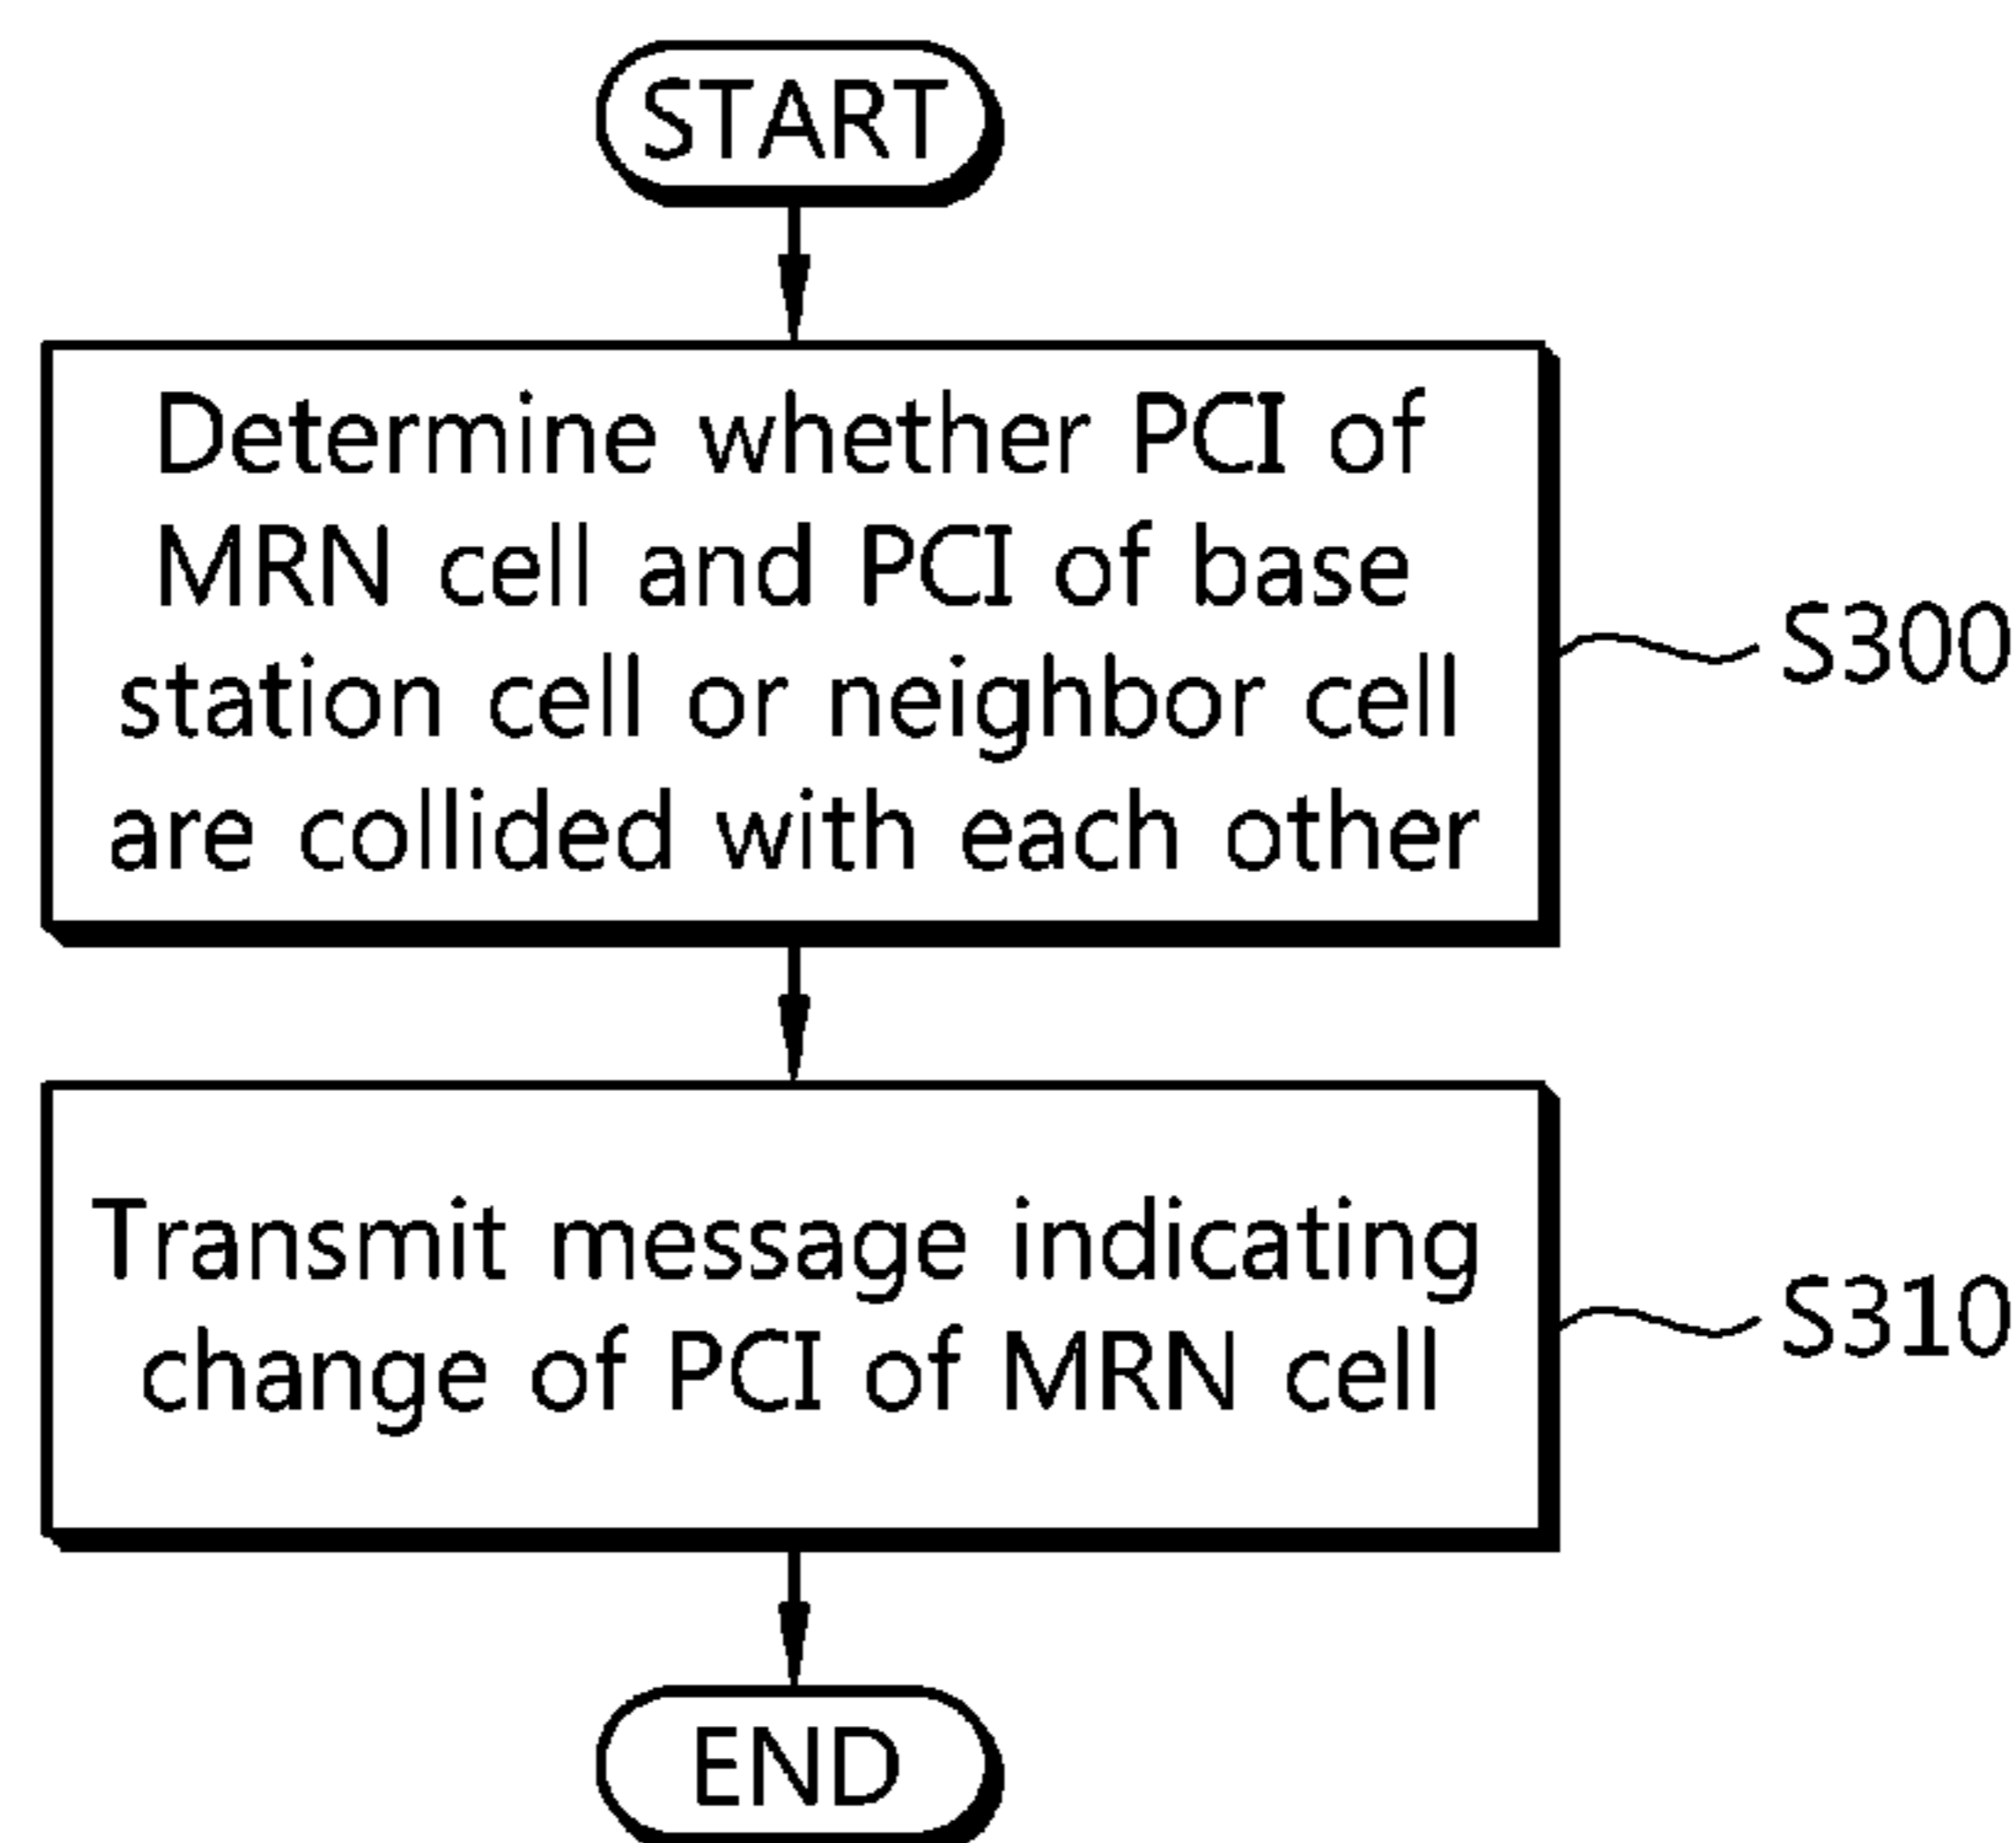 START
Determine whether PCI of
MRN cell and PCI of base
station cell or neighbor cell
are collided with each other
S300
Transmit message indicating
change of PCI of MRN cell
S310
END